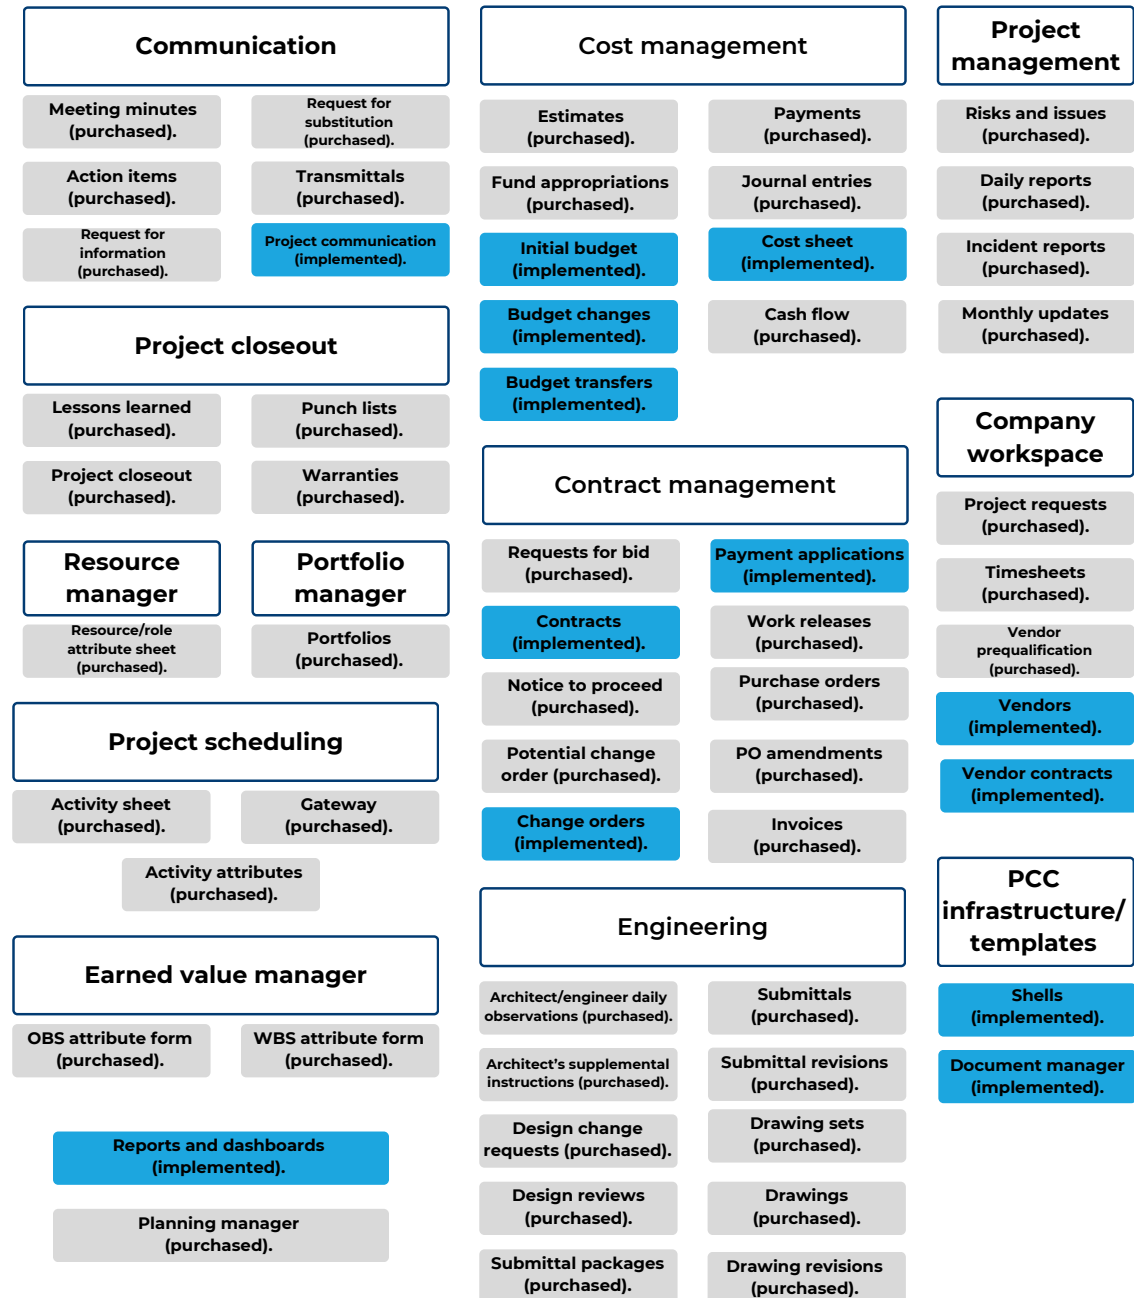 Communication
Meeting minutes
(purchased).
Request for
substitution
(purchased).
Action items
(purchased).
Transmittals
(purchased).
Request for
information
(purchased).
Project communication
(implemented).
Project closeout
Lessons learned
(purchased).
Punch lists
(purchased).
Project closeout
(purchased).
Warranties
(purchased).
Resource
manager
Resource/role
attribute sheet
(purchased).
Portfolio
manager
Portfolios
(purchased).
Project scheduling
Activity sheet
(purchased).
Gateway
(purchased).
Activity attributes
(purchased).
Earned value manager
OBS attribute form
(purchased).
WBS attribute form
(purchased).
Reports and dashboards
(implemented).
Planning manager
(purchased).
Cost management
Estimates
(purchased).
Payments
(purchased).
Fund appropriations
(purchased).
Journal entries
(purchased).
Initial budget
(implemented).
Cost sheet
(implemented).
Budget changes
(implemented).
Cash flow
(purchased).
Budget transfers
(implemented).
Contract management
Requests for bid
(purchased).
Payment applications
(implemented).
Contracts
(implemented).
Work releases
(purchased).
Notice to proceed
(purchased).
Purchase orders
(purchased).
Potential change
order (purchased).
PO amendments
(purchased).
Change orders
(implemented).
Invoices
(purchased).
Engineering
Architect/engineer daily
observations (purchased).
Submittals
(purchased).
Architect’s supplemental
instructions (purchased).
Submittal revisions
(purchased).
Design change
requests (purchased).
Drawing sets
(purchased).
Design reviews
(purchased).
Drawings
(purchased).
Submittal packages
(purchased).
Drawing revisions
(purchased).
Project
management
Risks and issues
(purchased).
Daily reports
(purchased).
Incident reports
(purchased).
Monthly updates
(purchased).
Company
workspace
Project requests
(purchased).
Timesheets
(purchased).
Vendor
prequalification
(purchased).
Vendors
(implemented).
Vendor contracts
(implemented).
PCC
infrastructure/
templates
Shells
(implemented).
Document manager
(implemented).